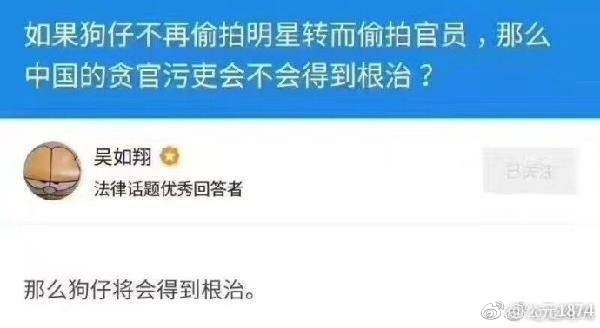 如果狗仔不再偷拍明星转而偷拍官员，那么
中国的贪官污吏会不会得到根治？
吴如翔
法律话题优秀回答者
已关注
那么狗仔将会得到根治。
@公元1874